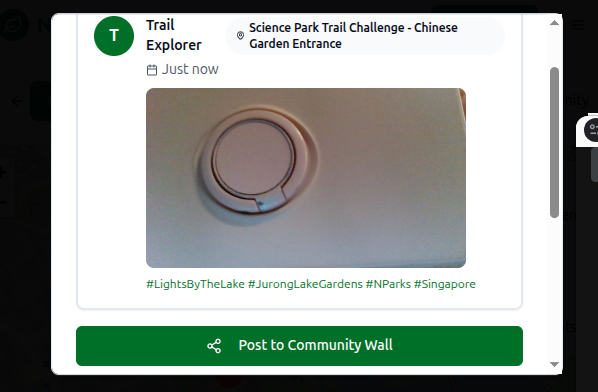 T
Trail
Explorer
Science Park Trail Challenge - Chinese
Garden Entrance
Just now
#LightsByTheLake #JurongLakeGardens #NParks #Singapore
Post to Community Wall